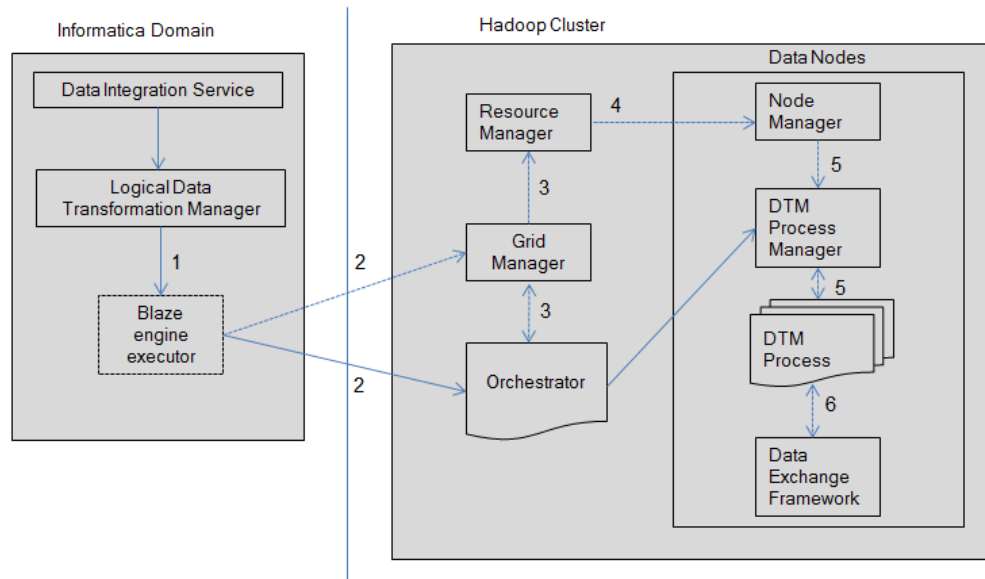 Informatica Domain
Data Integration Service
Logical Data
Transformation Manager
1
Blaze
engine
executor
2
2
Hadoop Cluster
Resource
Manager
3
Grid
Manager
3
Orchestrator
4
Data Nodes
Node
Manager
5
DTM
Process
Manager
5
DTM
Process
6
Data
Exchange
Framework